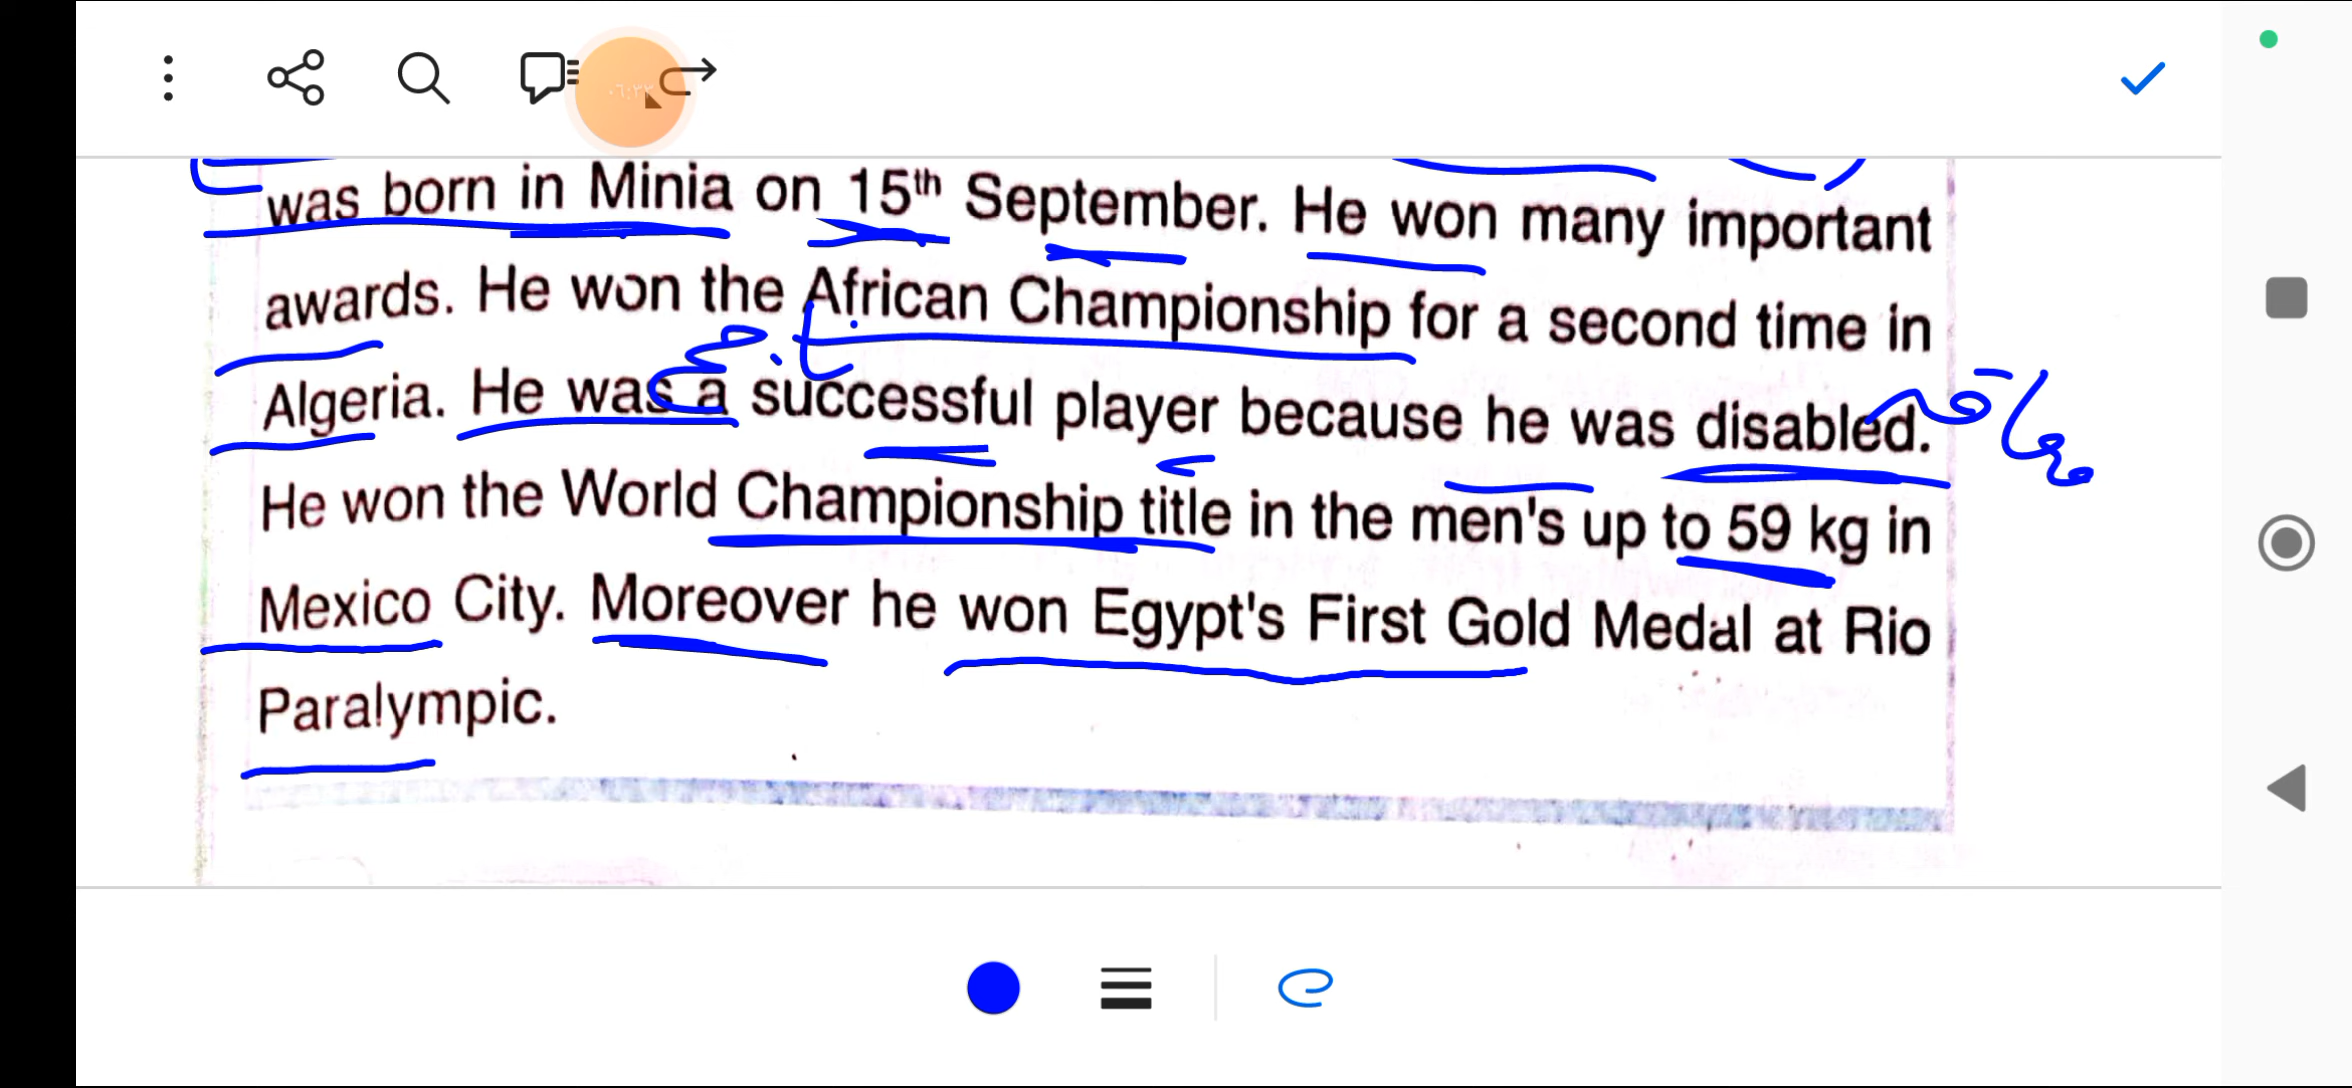 ٠٦:٣٢
was born in Minia on 15th September. He won many important
awards. He won the African Championship for a second time in
Algeria. He was a successful player because he was disabled.
He won the World Championship title in the men's up to 59 kg in
Mexico City. Moreover he won Egypt's First Gold Medal at Rio
Paralympic.